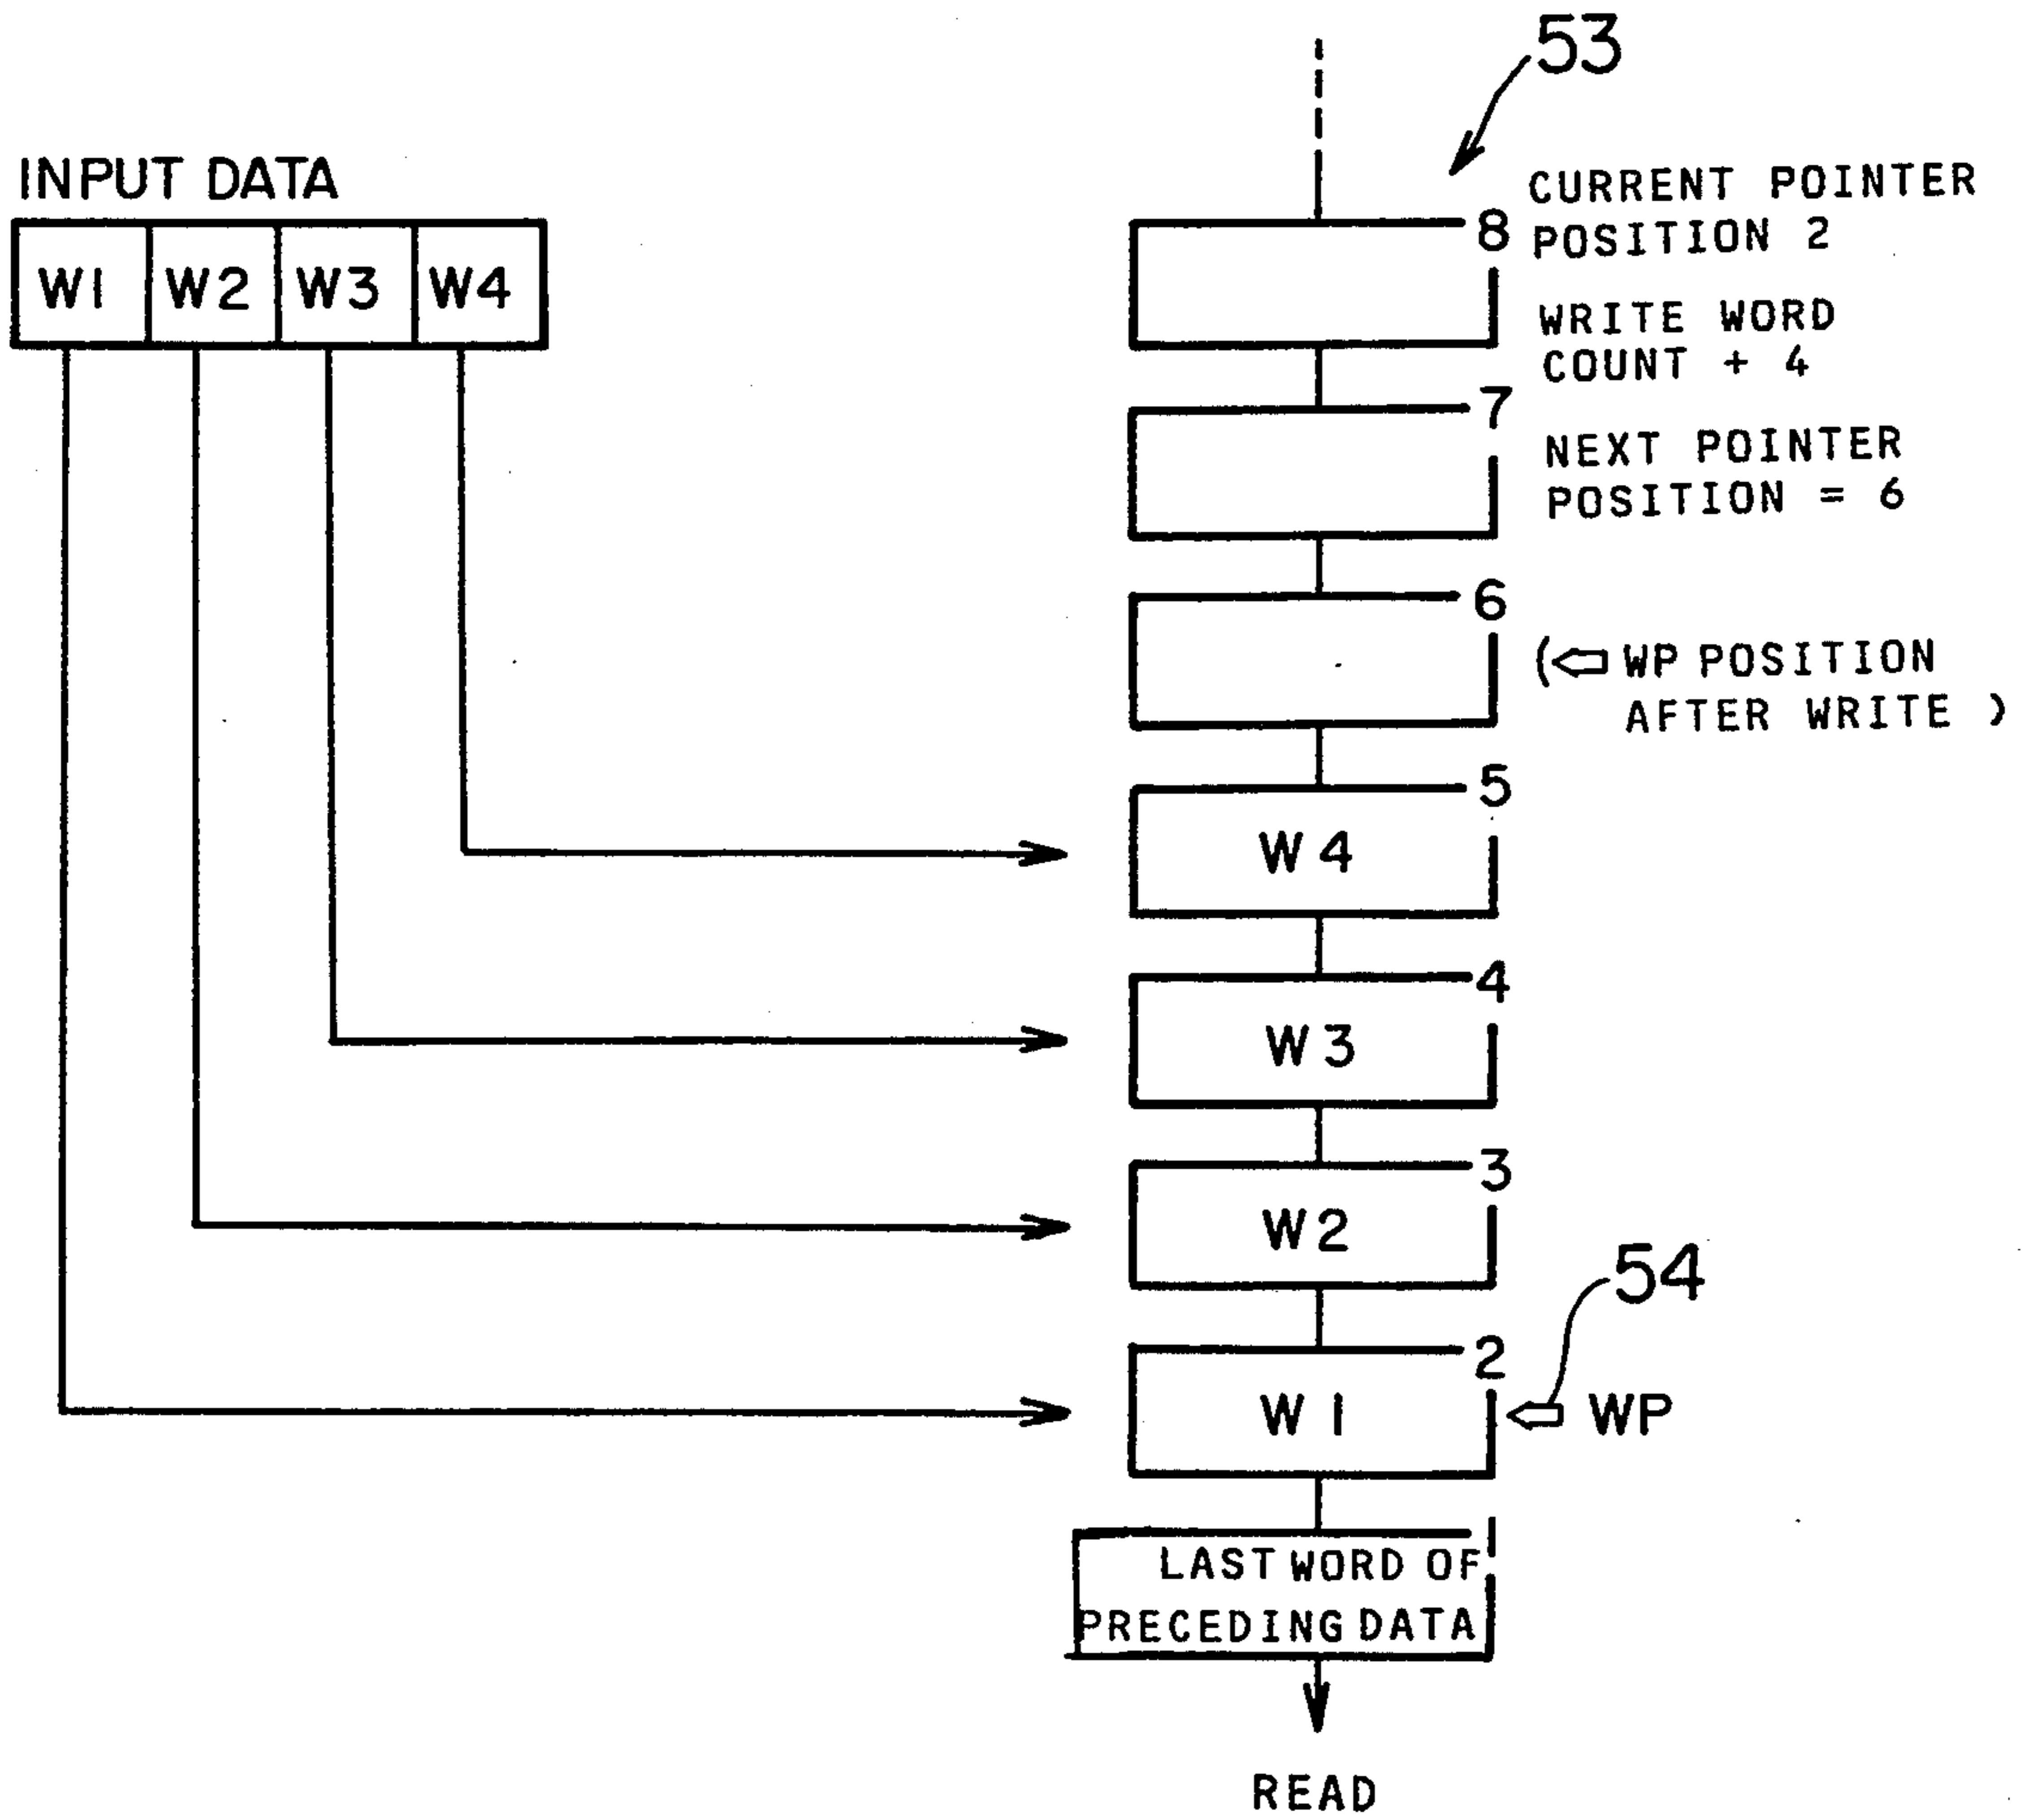 53
INPUT DATA
W1 W2 W3 W4
8
CURRENT POINTER
POSITION 2
WRITE WORD
COUNT + 4
7
NEXT POINTER
POSITION = 6
6
( WP POSITION
AFTER WRITE )
5
W4
4
W3
3
W2
54
2
W1
WP
1
LAST WORD OF
PRECEDING DATA
READ